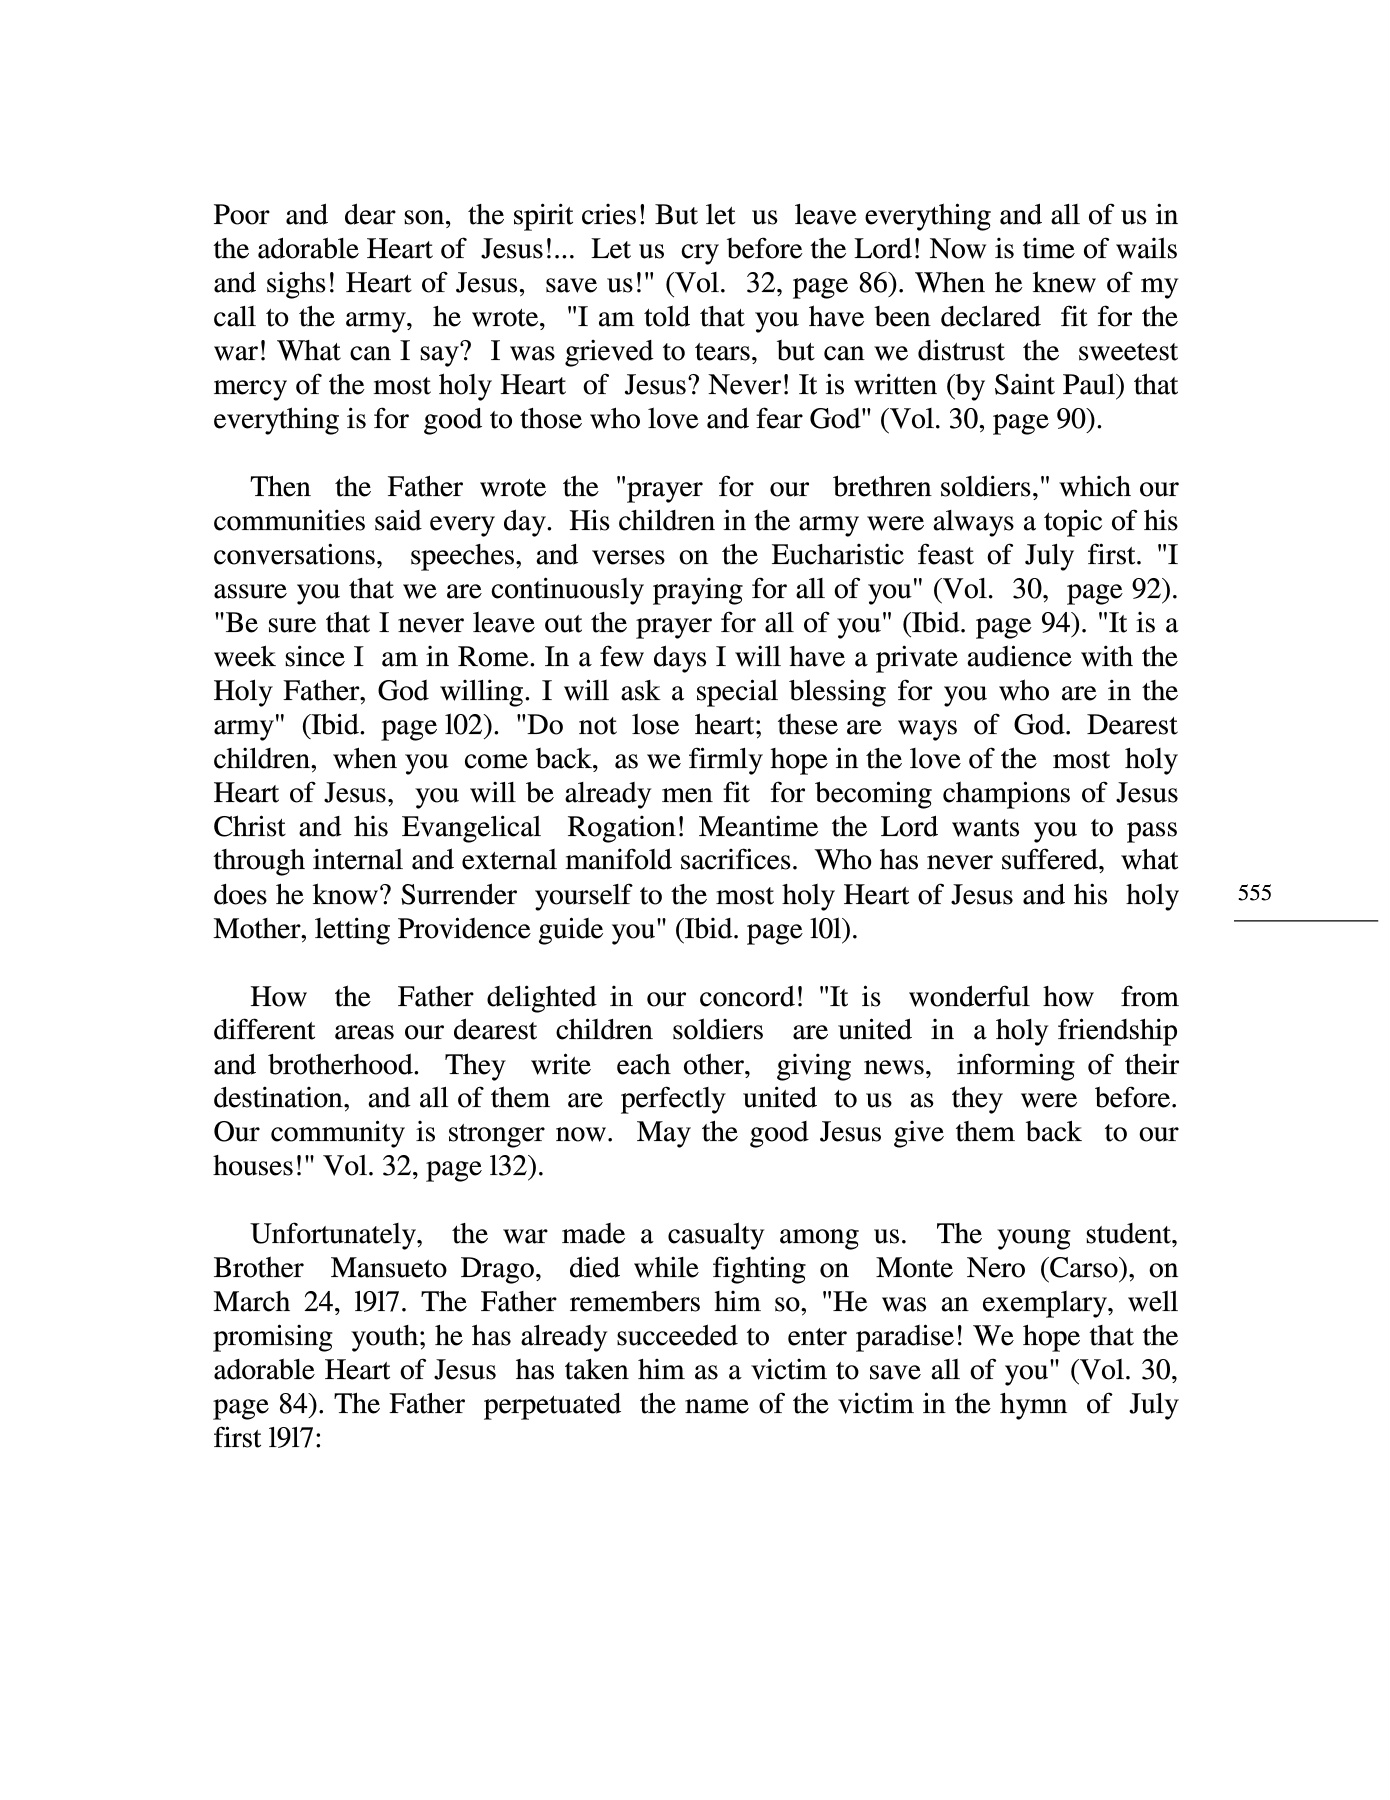 Poor and dear son, the spirit cries! But let us leave everything and all of us in
the adorable Heart of Jesus!... Let us cry before the Lord! Now is time of wails
and sighs! Heart of Jesus, save us!" (Vol. 32, page 86). When he knew of my
call to the army, he wrote, "I am told that you have been declared fit for the
war! What can I say? I was grieved to tears, but can we distrust the sweetest
mercy of the most holy Heart of Jesus? Never! It is written (by Saint Paul) that
everything is for good to those who love and fear God" (Vol. 30, page 90).
Then the Father wrote the "prayer for our brethren soldiers," which our
communities said every day. His children in the army were always a topic of his
conversations, speeches, and verses on the Eucharistic feast of July first. "I
assure you that we are continuously praying for all of you" (Vol. 30, page 92).
"Be sure that I never leave out the prayer for all of you" (Ibid. page 94). "It is a
week since I am in Rome. In a few days I will have a private audience with the
Holy Father, God willing. I will ask a special blessing for you who are in the
army" (Ibid. page l02). "Do not lose heart; these are ways of God. Dearest
children, when you come back, as we firmly hope in the love of the most holy
Heart of Jesus, you will be already men fit for becoming champions of Jesus
Christ and his Evangelical Rogation! Meantime the Lord wants you to pass
through internal and external manifold sacrifices. Who has never suffered, what
does he know? Surrender yourself to the most holy Heart of Jesus and his holy
Mother, letting Providence guide you" (Ibid. page l0l).
555
How the Father delighted in our concord! "It is wonderful how from
different areas our dearest children soldiers are united in a holy friendship
and brotherhood. They write each other, giving news, informing of their
destination, and all of them are perfectly united to us as they were before.
Our community is stronger now. May the good Jesus give them back to our
houses!" Vol. 32, page l32).
Unfortunately, the war made a casualty among us. The young student,
Brother Mansueto Drago, died while fighting on Monte Nero (Carso), on
March 24, l9l7. The Father remembers him so, "He was an exemplary, well
promising youth; he has already succeeded to enter paradise! We hope that the
adorable Heart of Jesus has taken him as a victim to save all of you" (Vol. 30,
page 84). The Father perpetuated the name of the victim in the hymn of July
first l9l7: